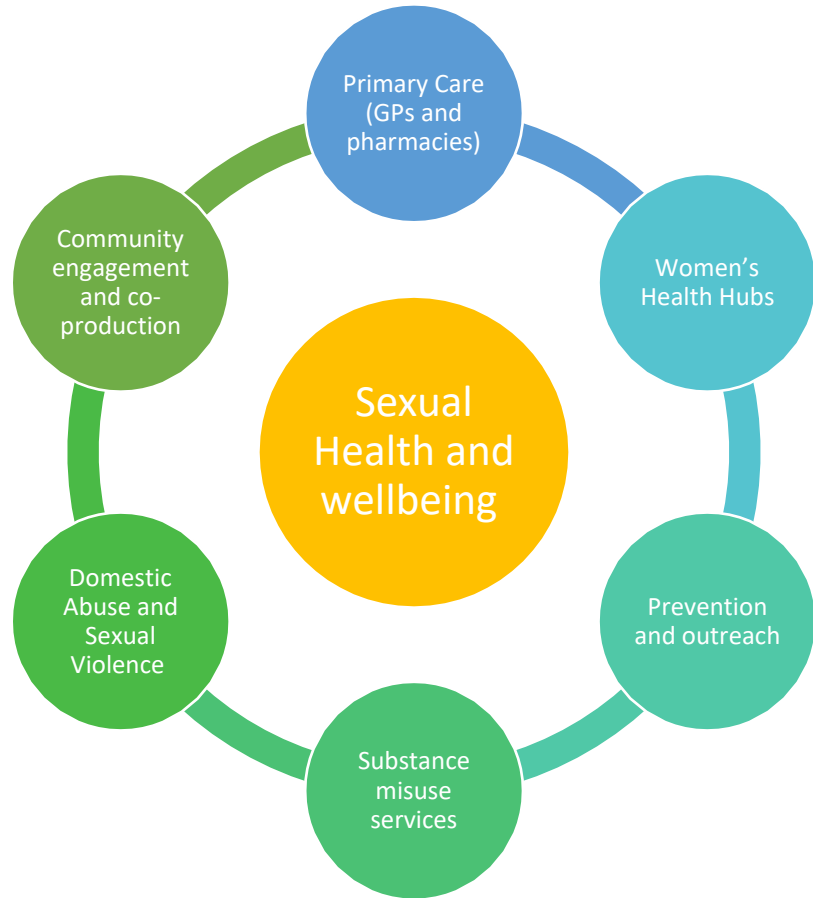 Primary Care
(GPs and
pharmacies)
Women’s
Health Hubs
Prevention
and outreach
Substance
misuse
services
Domestic
Abuse and
Sexual
Violence
Community
engagement
and co-
production
Sexual
Health and
wellbeing